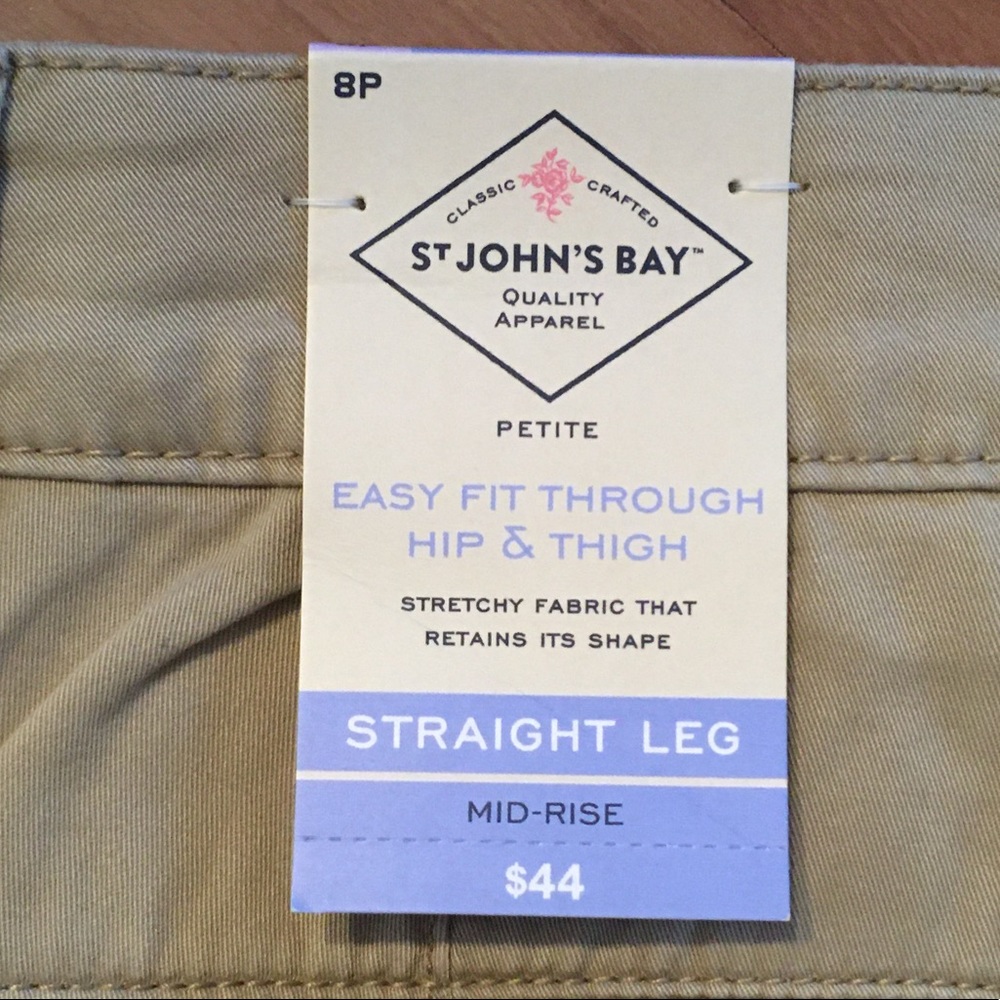 8P
CLASSIC CRAFTED
ST JOHN'S BAY™
QUALITY
APPAREL
PETITE
EASY FIT THROUGH
HIP & THIGH
STRETCHY FABRIC THAT
RETAINS ITS SHAPE
STRAIGHT LEG
MID-RISE
$44